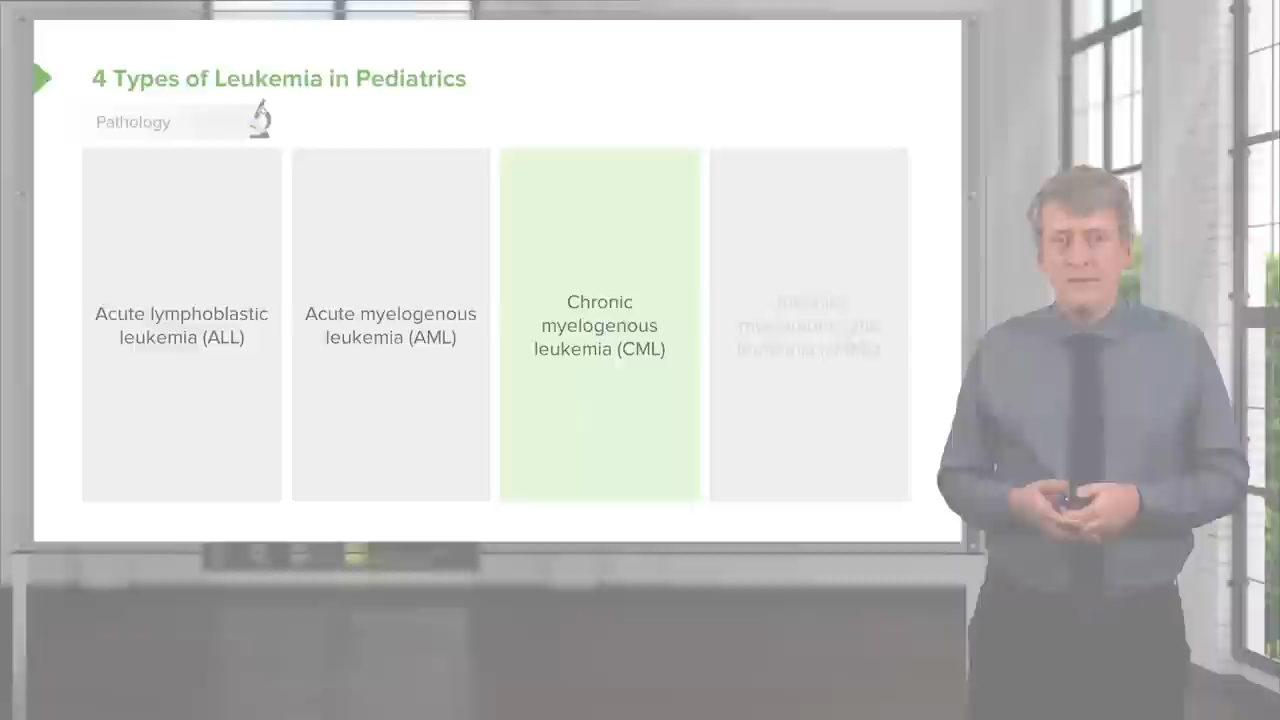 4 Types of Leukemia in Pediatrics
Pathology
Acute lymphoblastic
leukemia (ALL)
Acute myelogenous
leukemia (AML)
Chronic
myelogenous
leukemia (CML)